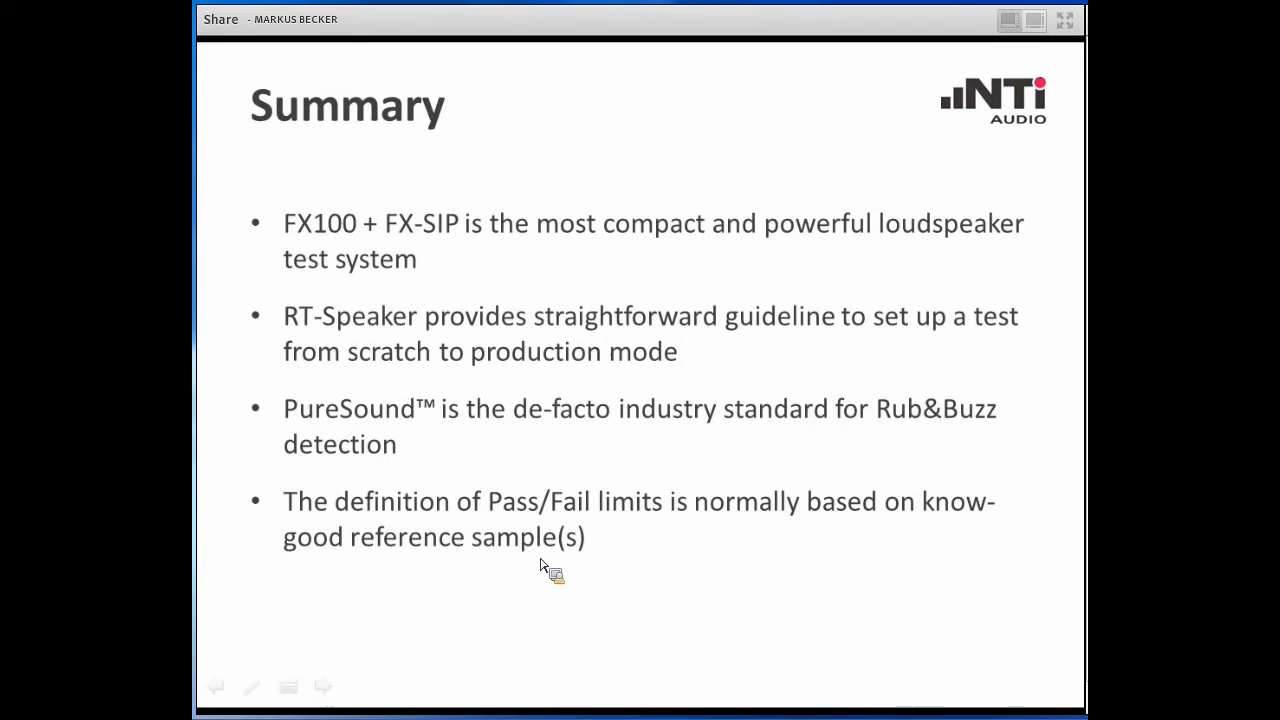 Share - MARKUS BECKER
Summary
NTi
AUDIO
• FX100 + FX-SIP is the most compact and powerful loudspeaker
test system
• RT-Speaker provides straightforward guideline to set up a test
from scratch to production mode
• PureSound™ is the de-facto industry standard for Rub&Buzz
detection
• The definition of Pass/Fail limits is normally based on know-
good reference sample(s)